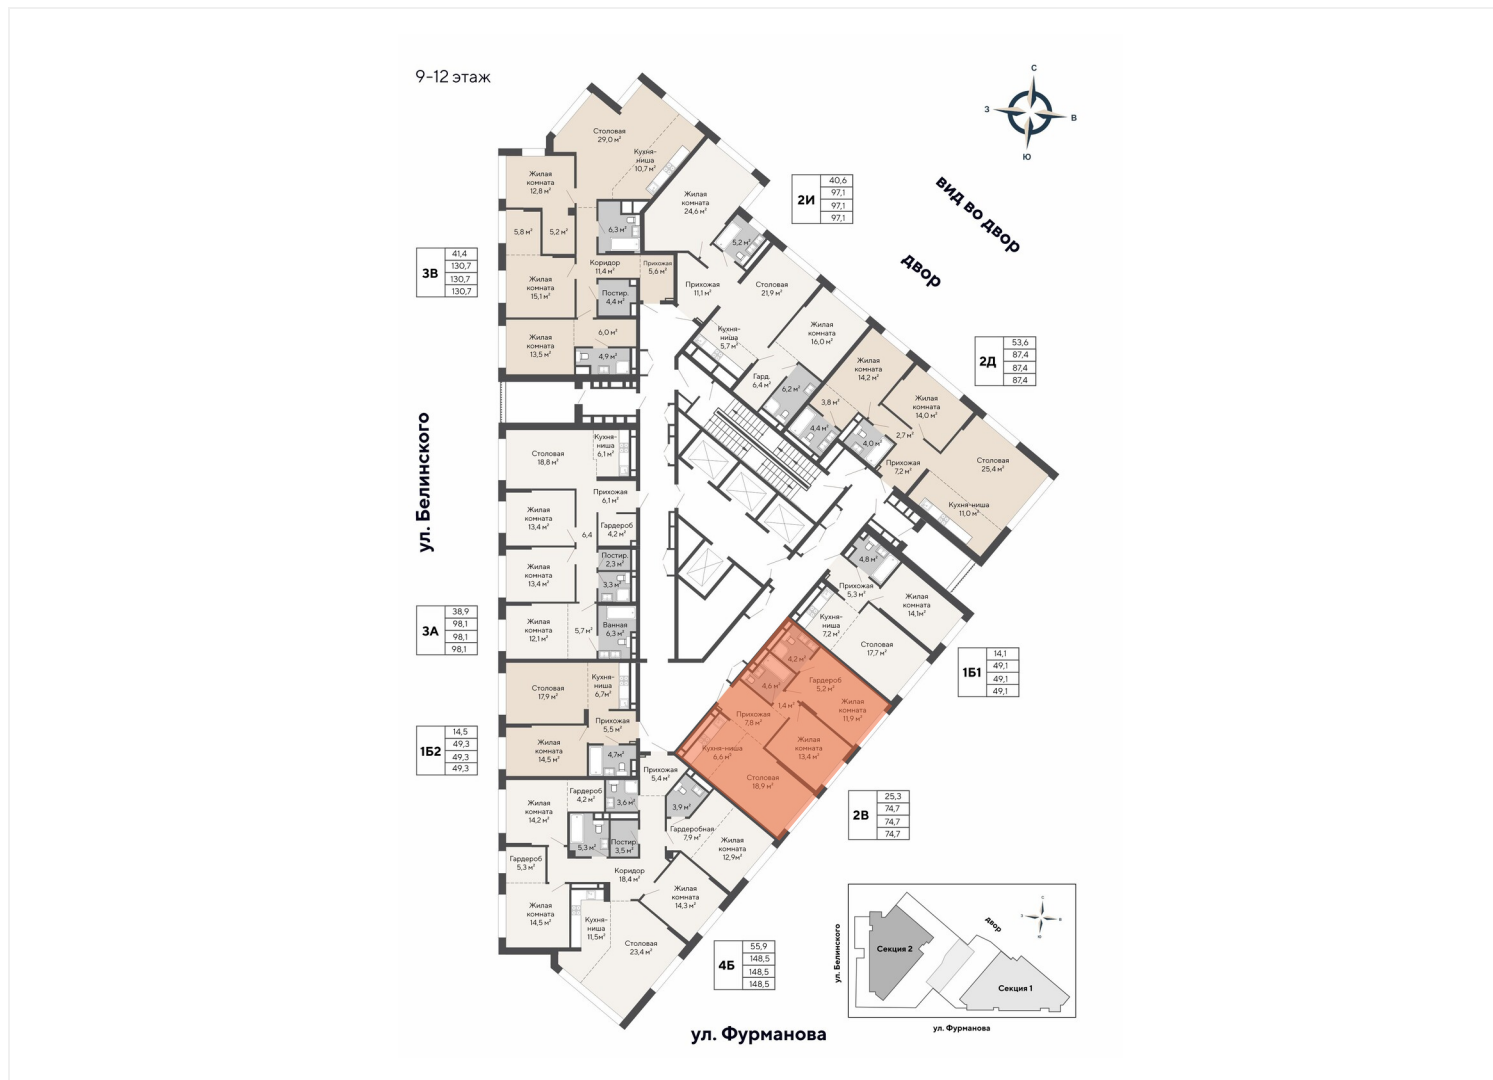 9-12 этаж
С
З
В
Ю
вид во двор
двор
ул. Белинского
ул. Фурманова
2И
40,6
97,1
97,1
97,1
3В
41,4
130,7
130,7
130,7
2Д
53,6
87,4
87,4
87,4
3А
38,9
98,1
98,1
98,1
1Б1
14,1
49,1
49,1
49,1
1Б2
14,5
49,3
49,3
49,3
2В
25,3
74,7
74,7
74,7
4Б
55,9
148,5
148,5
148,5
Столовая
29,0 м²
Кухня-
ниша
10,7 м²
Жилая
комната
12,8 м²
5,8 м²
5,2 м²
6,3 м²
Коридор
11,4 м²
Прихожая
5,6 м²
Жилая
комната
15,1 м²
Постир.
4,4 м²
Жилая
комната
13,5 м²
6,0 м²
4,9 м²
Жилая
комната
24,6 м²
5,2 м²
Прихожая
11,1 м²
Столовая
21,9 м²
Кухня-
ниша
5,7 м²
Жилая
комната
16,0 м²
Гард.
6,4 м²
6,2 м²
Жилая
комната
14,2 м²
3,8 м²
4,4 м²
Жилая
комната
14,0 м²
4,0 м²
2,7 м²
Прихожая
7,2 м²
Столовая
25,4 м²
Кухня-ниша
11,0 м²
Столовая
18,8 м²
Кухня-
ниша
6,1 м²
Прихожая
6,1 м²
Жилая
комната
13,4 м²
6,4
Гардероб
4,2 м²
Жилая
комната
13,4 м²
Постир.
2,3 м²
3,3 м²
Жилая
комната
12,1 м²
5,7 м²
Ванная
6,3 м²
4,8 м²
Прихожая
5,3 м²
Жилая
комната
14,1м²
Кухня-
ниша
7,2 м²
Столовая
17,7 м²
Столовая
17,9 м²
Кухня-
ниша
6,7м²
Прихожая
5,5 м²
Жилая
комната
14,5 м²
4,7м²
4,2 м²
4,6 м²
Гардероб
5,2 м²
1,4 м²
Жилая
комната
11,9 м²
Прихожая
7,8 м²
Жилая
комната
13,4 м²
Кухня-ниша
6,6 м²
Столовая
18,9 м²
Прихожая
5,4 м²
Гардероб
4,2 м²
3,6 м²
3,9 м²
Жилая
комната
14,2 м²
5,3 м²
Постир.
3,5 м²
Гардеробная
7,9 м²
Жилая
комната
12,9м²
Гардероб
5,3 м²
Коридор
18,4 м²
Жилая
комната
14,3 м²
Жилая
комната
14,5 м²
Кухня-
ниша
11,5м²
Столовая
23,4 м²
ул. Белинского
Секция 2
двор
С
З
В
Ю
Секция 1
ул. Фурманова